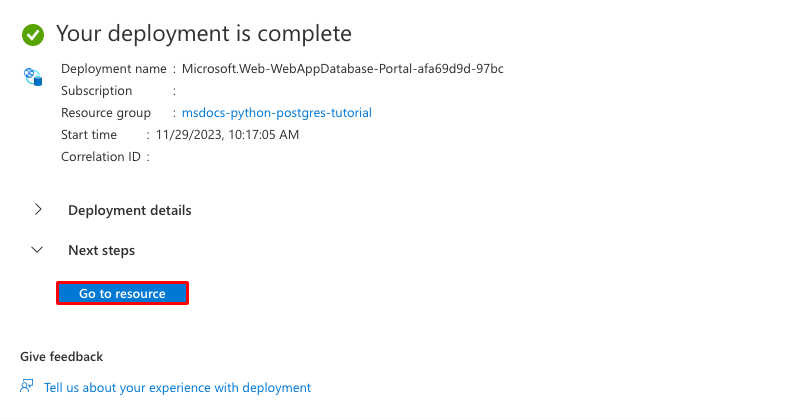 Your deployment is complete
Deployment name : Microsoft.Web-WebAppDatabase-Portal-afa69d9d-97bc
Subscription :
Resource group : msdocs-python-postgres-tutorial
Start time : 11/29/2023, 10:17:05 AM
Correlation ID :
Deployment details
Next steps
Go to resource
Give feedback
Tell us about your experience with deployment